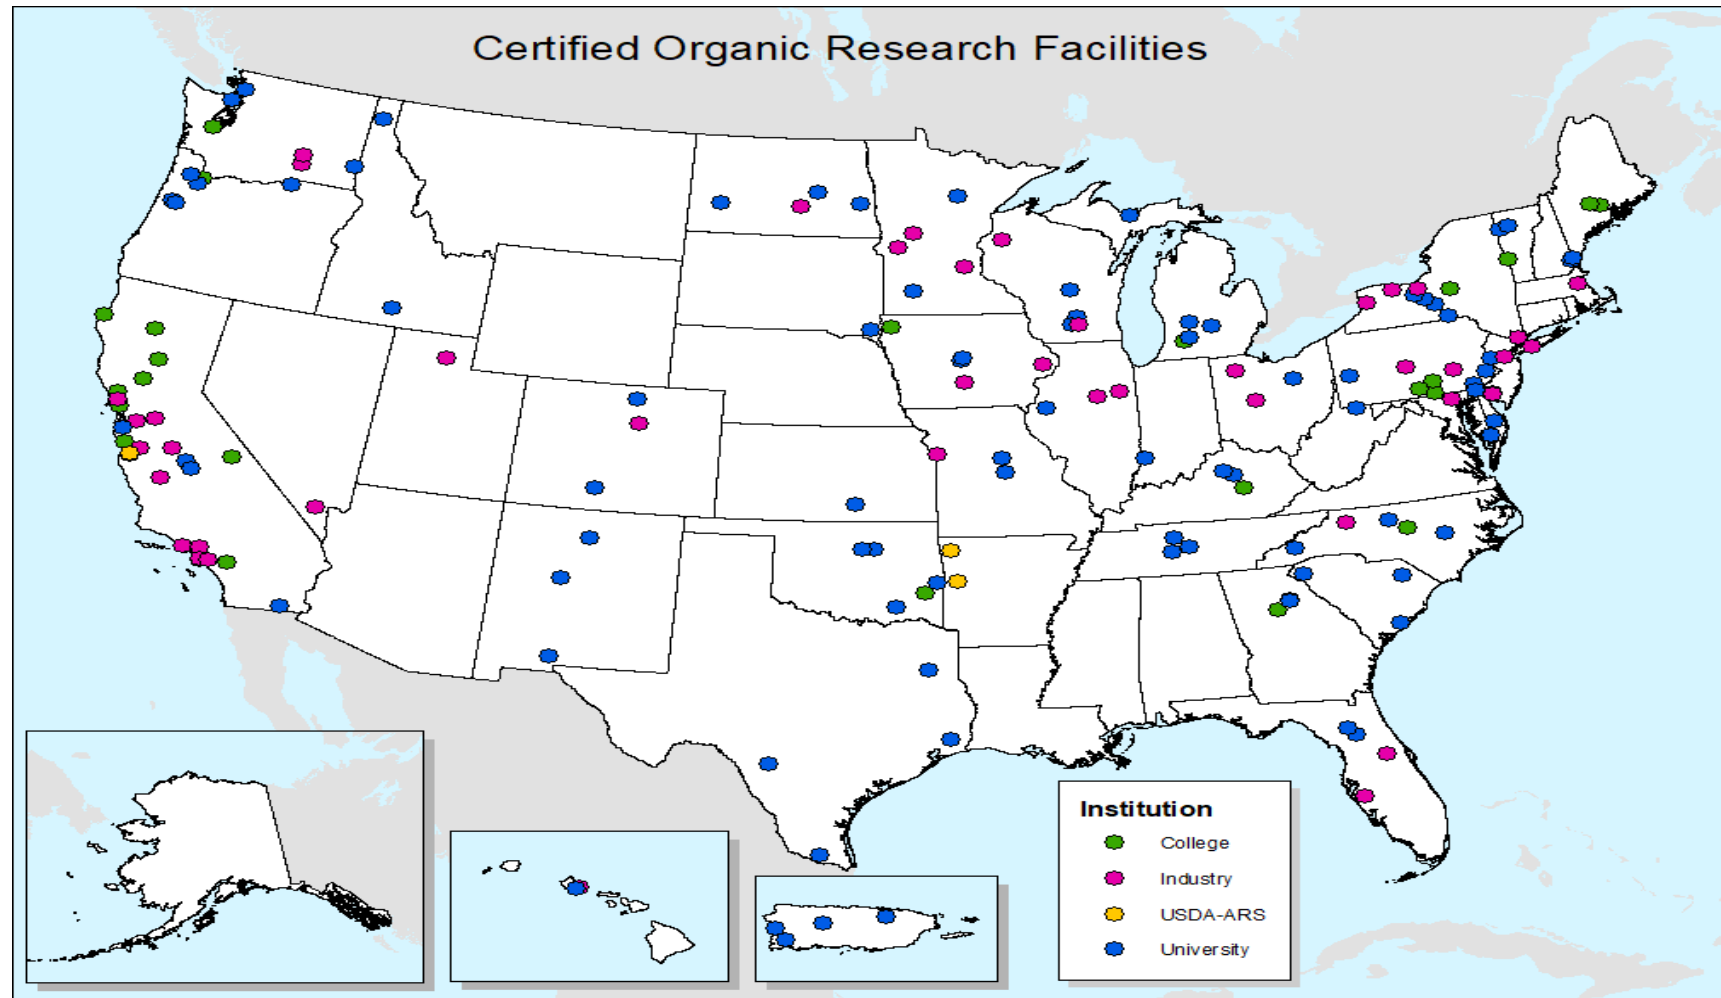 Certified Organic Research Facilities
Institution
College
Industry
USDA-ARS
University